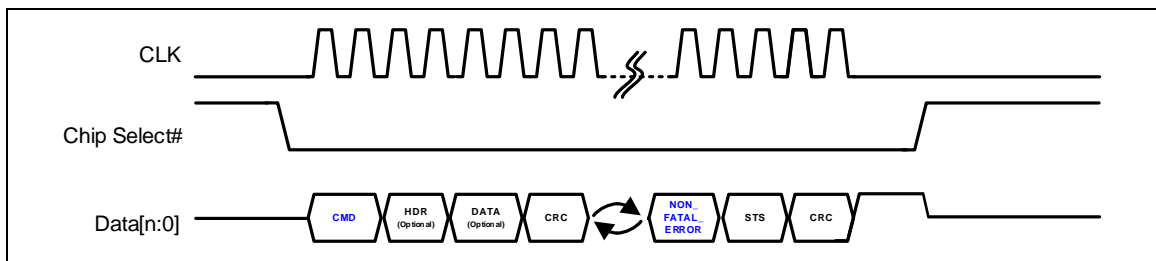 CLK
Chip Select#
Data[n:0]
CMD
HDR
(Optional)
DATA
(Optional)
CRC
NON_
FATAL_
ERROR
STS
CRC